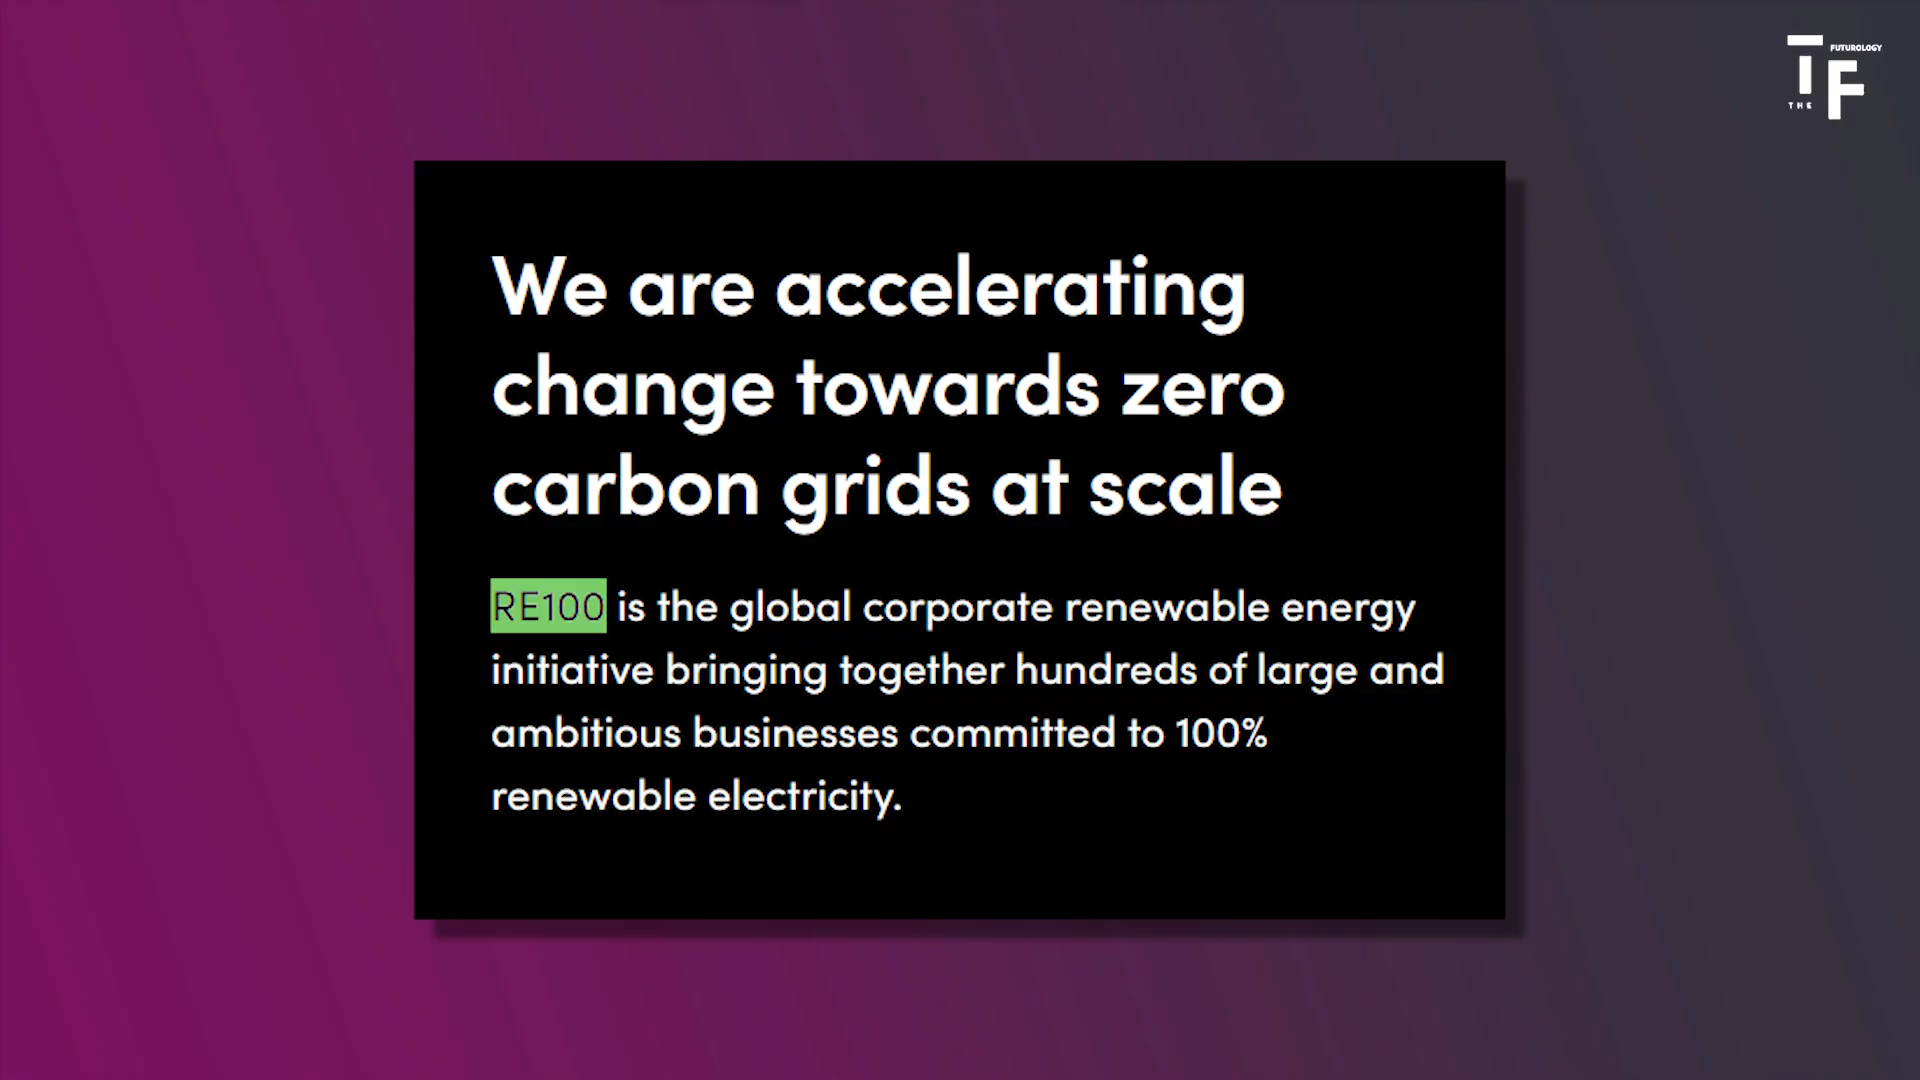 FUTUROLOGY
T
F
THE
We are accelerating
change towards zero
carbon grids at scale
RE100 is the global corporate renewable energy
initiative bringing together hundreds of large and
ambitious businesses committed to 100%
renewable electricity.